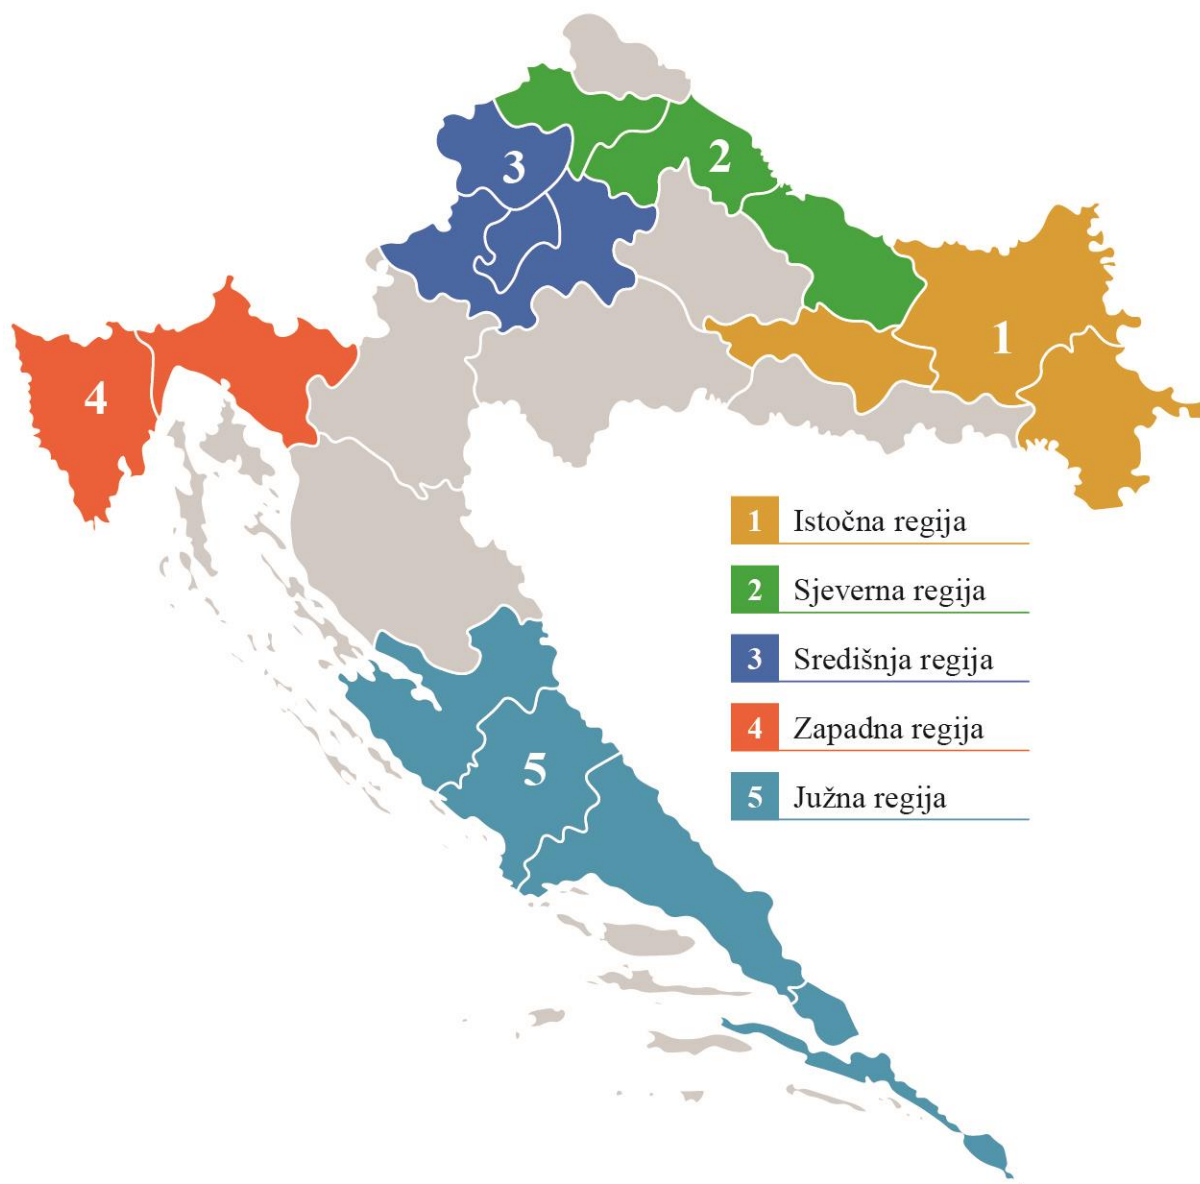 2
3
1
4
1 Istočna regija
2 Sjeverna regija
3 Središnja regija
4 Zapadna regija
5 Južna regija
5